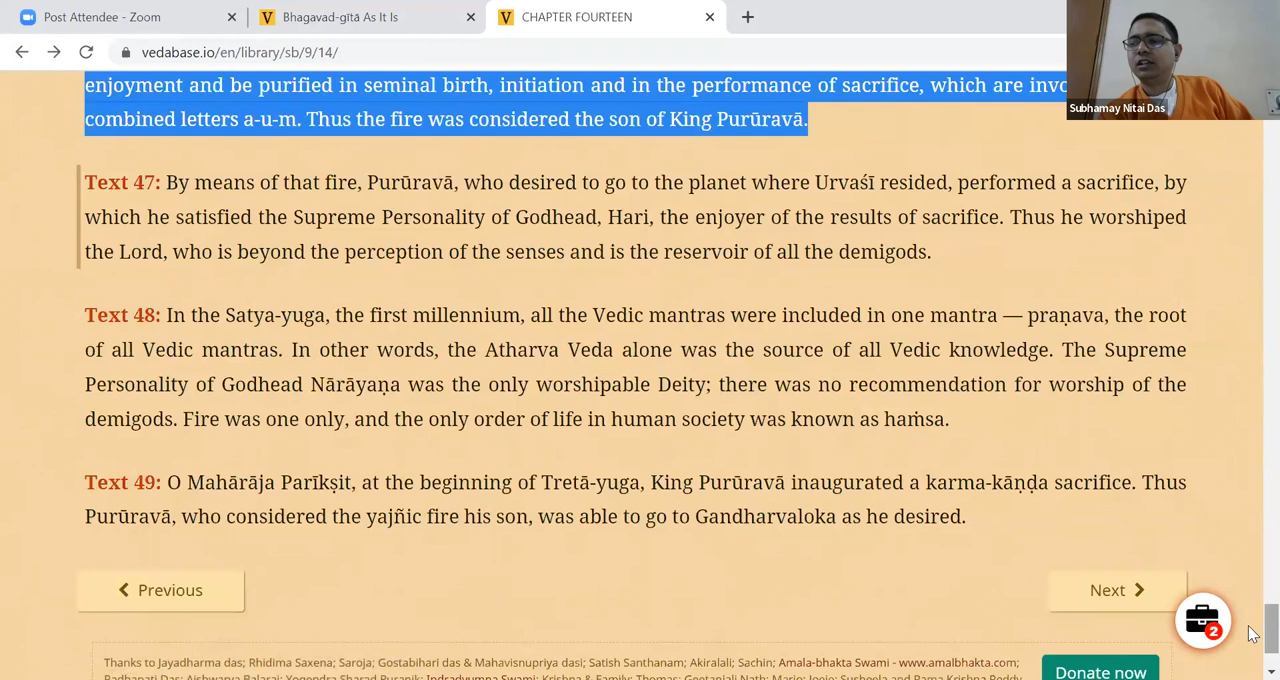 Post Attendee - Zoom
Bhagavad-gītā As It Is
CHAPTER FOURTEEN
vedabase.io/en/library/sb/9/14/
Subhamay Nitai Das
enjoyment and be purified in seminal birth, initiation and in the performance of sacrifice, which are
combined letters a-u-m. Thus the fire was considered the son of King Purūravā.
Text 47: By means of that fire, Purūravā, who desired to go to the planet where Urvaśī resided, performed a sacrifice, by
which he satisfied the Supreme Personality of Godhead, Hari, the enjoyer of the results of sacrifice. Thus he worshiped
the Lord, who is beyond the perception of the senses and is the reservoir of all the demigods.
Text 48: In the Satya-yuga, the first millennium, all the Vedic mantras were included in one mantra — praṇava, the root
of all Vedic mantras. In other words, the Atharva Veda alone was the source of all Vedic knowledge. The Supreme
Personality of Godhead Nārāyaṇa was the only worshipable Deity; there was no recommendation for worship of the
demigods. Fire was one only, and the only order of life in human society was known as haṁsa.
Text 49: O Mahārāja Parīkṣit, at the beginning of Tretā-yuga, King Purūravā inaugurated a karma-kāṇḍa sacrifice. Thus
Purūravā, who considered the yajñic fire his son, was able to go to Gandharvaloka as he desired.
Previous
Next
2
Thanks to Jayadharma das; Rhidima Saxena; Saroja; Gostabihari das & Mahavisnupriya dasi; Satish Santhanam; Akiralali; Sachin; Amala-bhakta Swami - www.amalbhakta.com;
Donate now